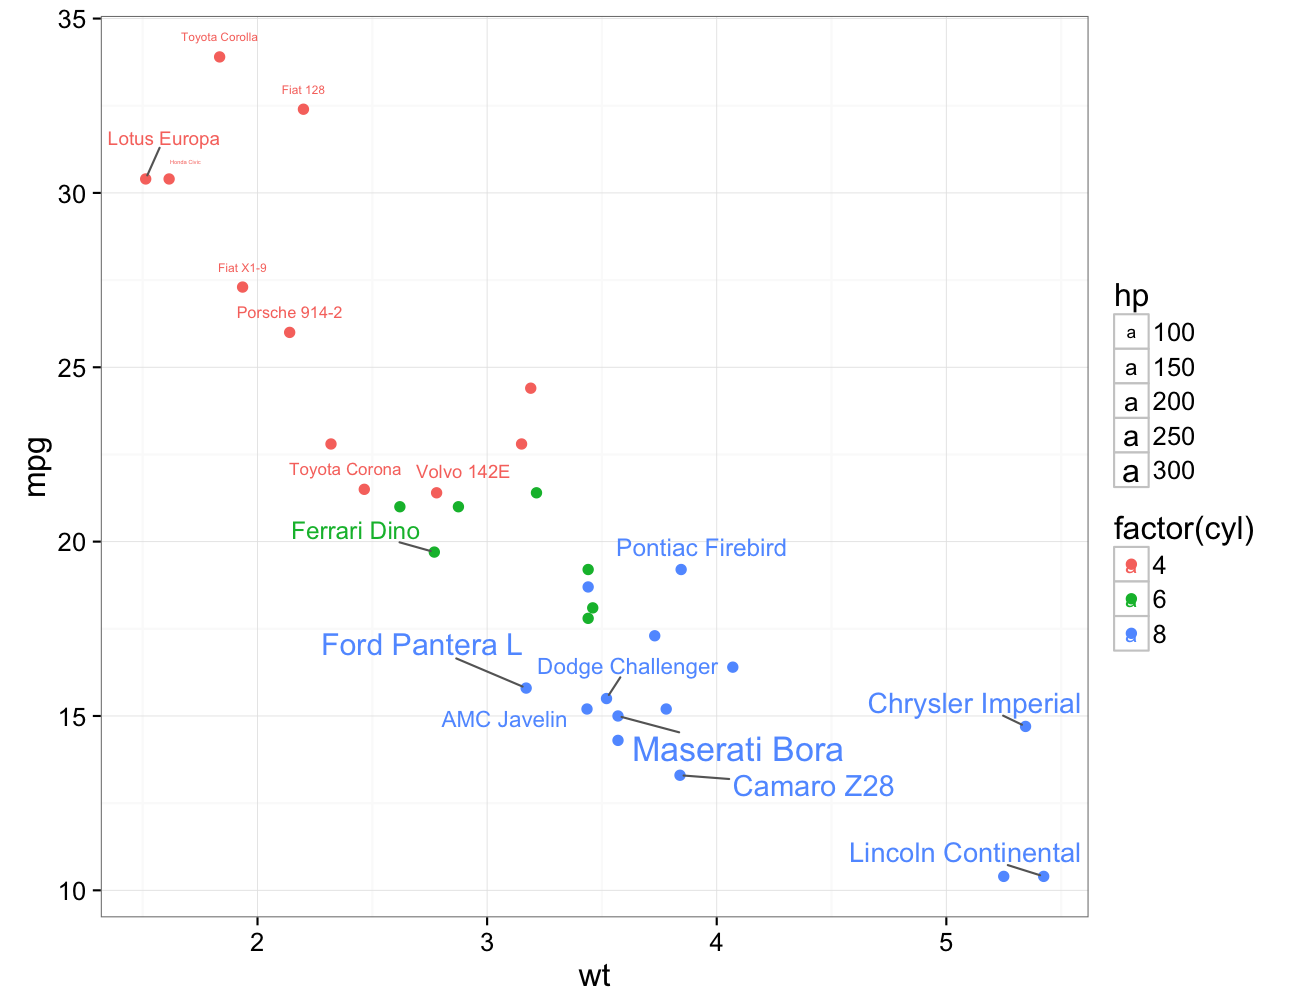 35
Toyota Corolla
Fiat 128
Lotus Europa
Honda Civic
30
Fiat X1-9
Porsche 914-2
25
Toyota Corona
Volvo 142E
Ferrari Dino
20
Pontiac Firebird
Ford Pantera L
Dodge Challenger
Chrysler Imperial
15
AMC Javelin
Maserati Bora
Camaro Z28
Lincoln Continental
10
2
3
4
5
wt
mpg
hp
a 100
a 150
a 200
a 250
a 300
factor(cyl)
a 4
a 6
a 8